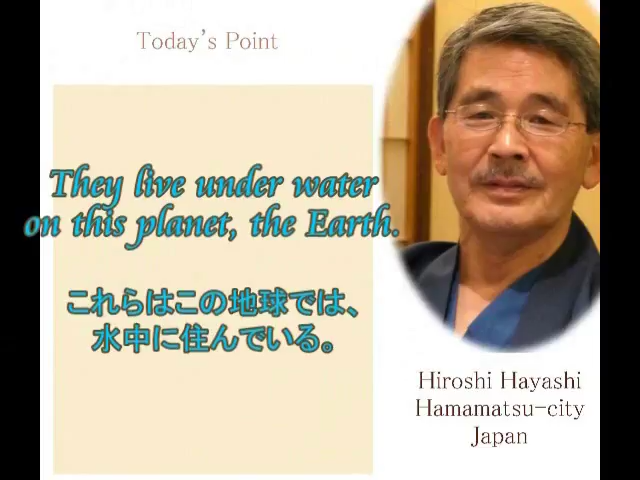 Today's Point
They live under water
on this planet, the Earth.
これらはこの地球では、
水中に住んでいる。
Hiroshi Hayashi
Hamamatsu-city
Japan